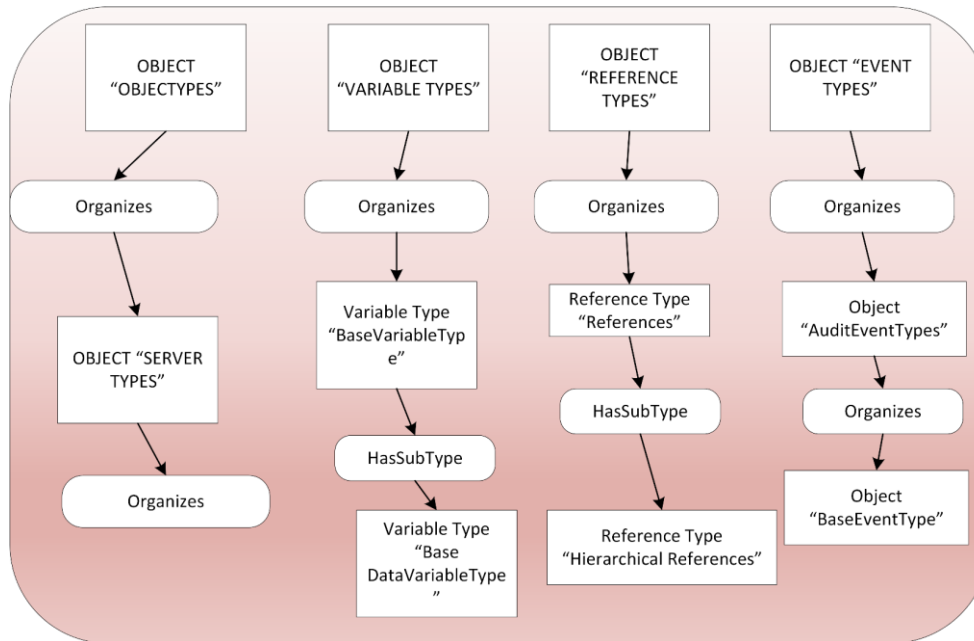 OBJECT
“OBJECTYPES”
Organizes
OBJECT “SERVER
TYPES”
Organizes
OBJECT
“VARIABLE TYPES”
Organizes
Variable Type
“BaseVariableTyp
e”
HasSubType
Variable Type
“Base
DataVariableType
”
OBJECT
“REFERENCE
TYPES”
Organizes
Reference Type
“References”
HasSubType
Reference Type
“Hierarchical References”
OBJECT “EVENT
TYPES”
Organizes
Object
“AuditEventTypes”
Organizes
Object
“BaseEventType”